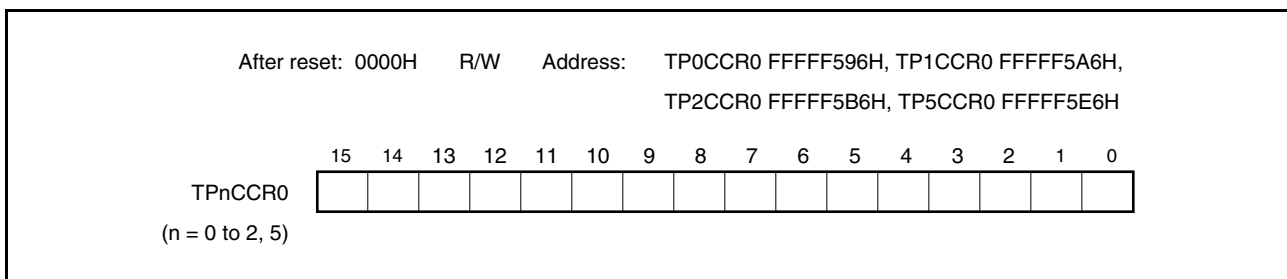 After reset: 0000H R/W Address: TP0CCR0 FFFFF596H, TP1CCR0 FFFFF5A6H,
TP2CCR0 FFFFF5B6H, TP5CCR0 FFFFF5E6H
15 14 13 12 11 10 9 8 7 6 5 4 3 2 1 0
TPnCCR0
(n = 0 to 2, 5)